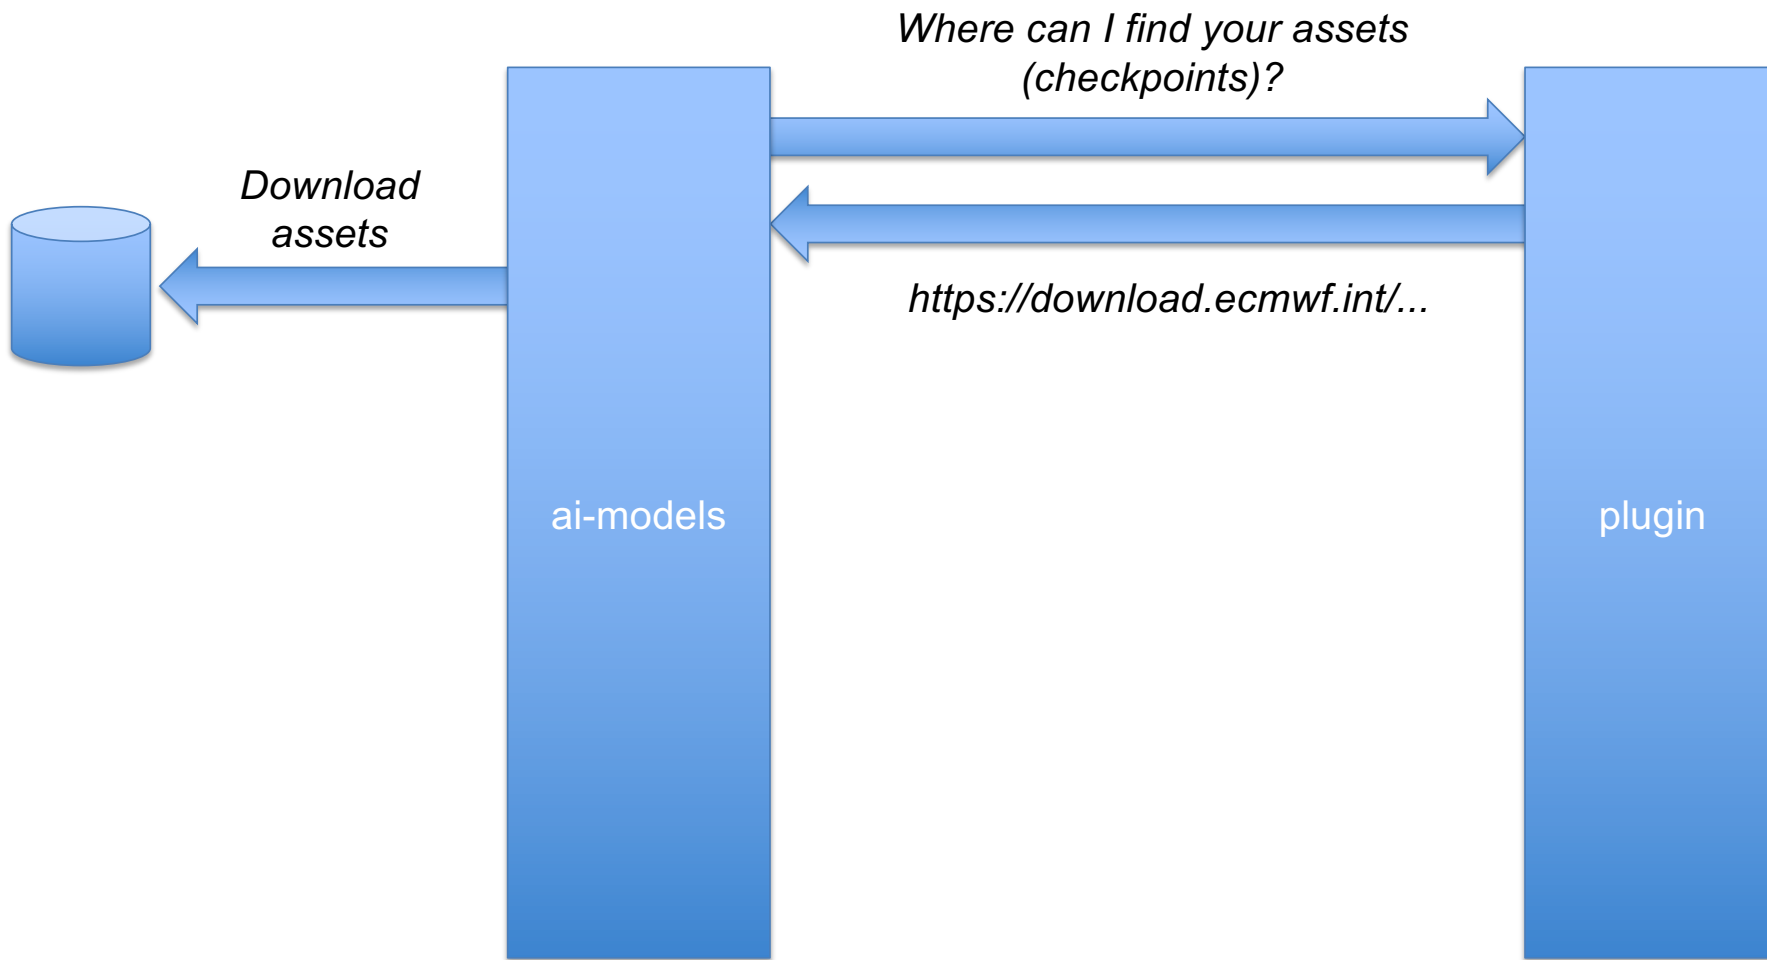 Where can I find your assets
(checkpoints)?
Download
assets
https://download.ecmwf.int/...
ai-models
plugin